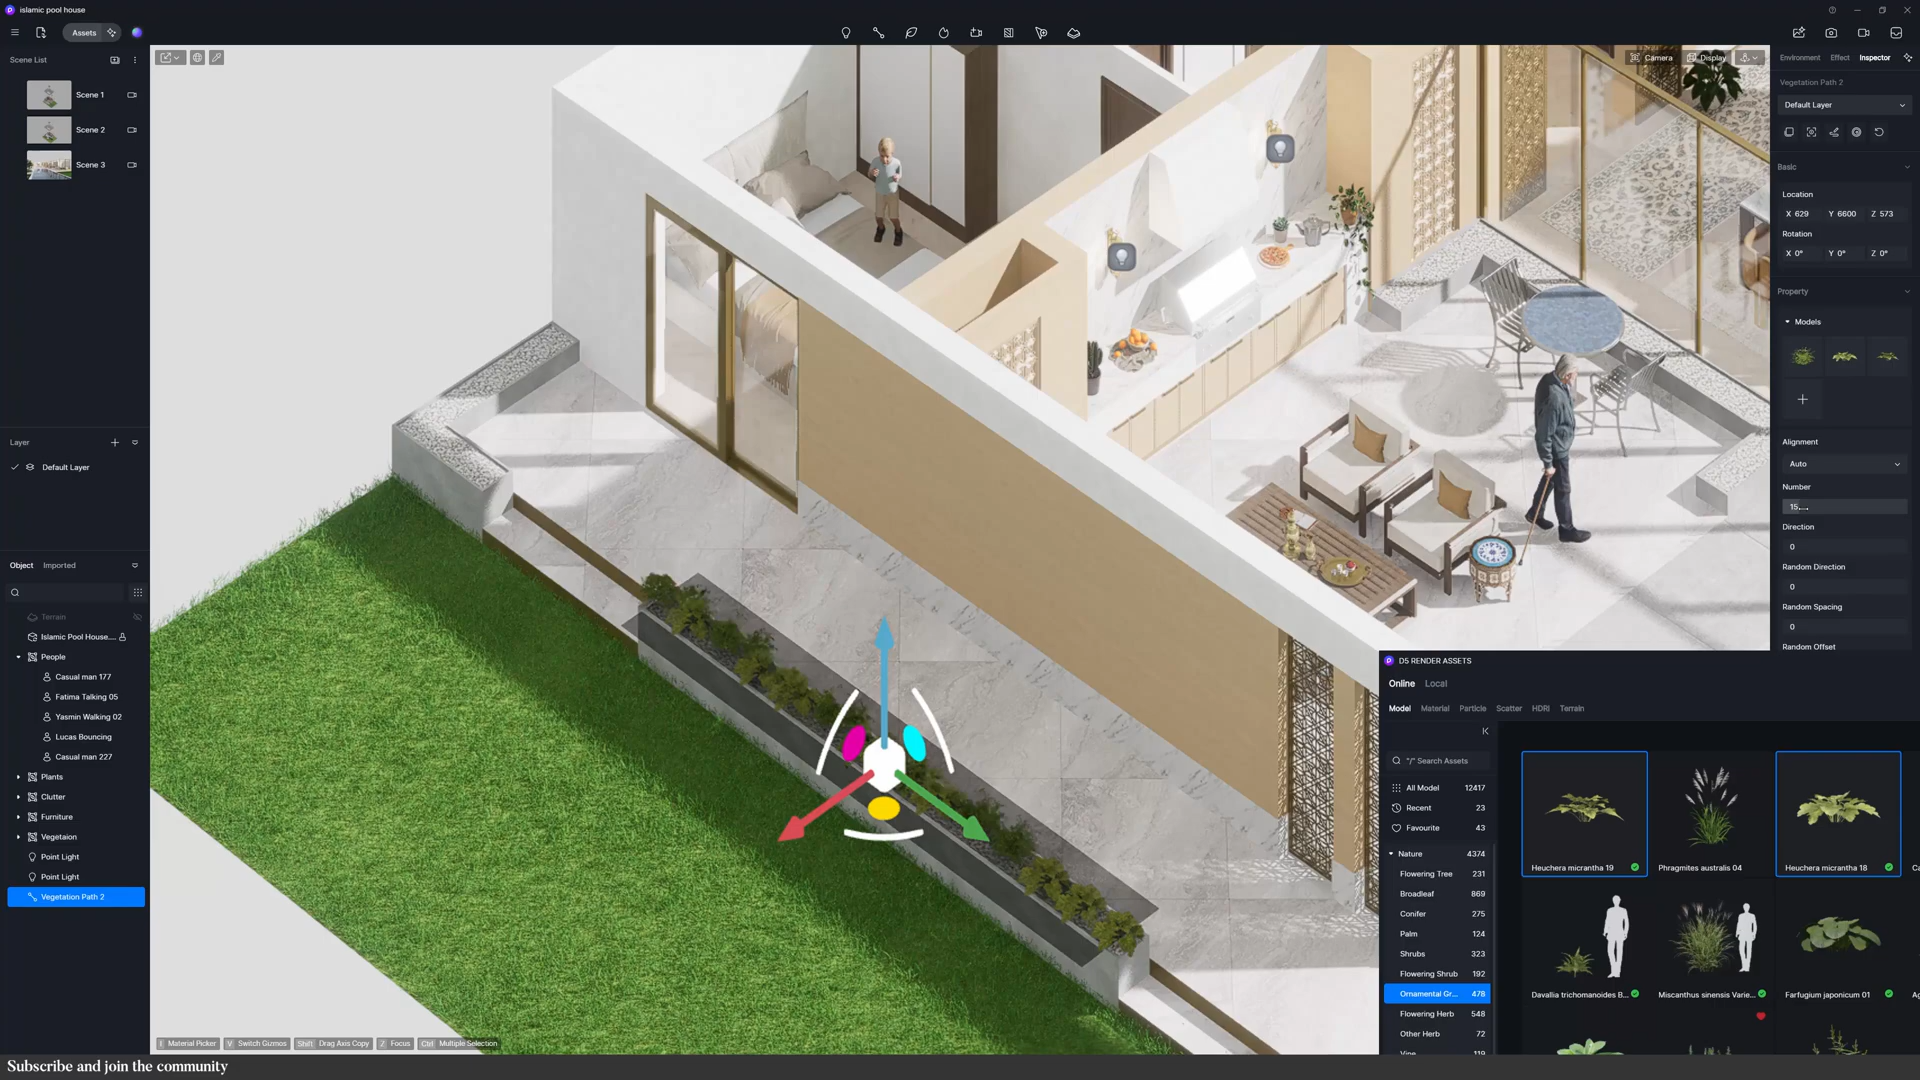 islamic pool house
Assets
Scene List
Scene 1
Scene 2
Scene 3
Layer
Default Layer
Object Imported
Terrain
Islamic Pool House....
People
Casual man 177
Fatima Talking 05
Yasmin Walking 02
Lucas Bouncing
Casual man 227
Plants
Clutter
Furniture
Vegetaion
Point Light
Point Light
Vegetation Path 2
Camera Display
I Material Picker V Switch Gizmos Shift Drag Axis Copy Z Focus Ctrl Multiple Selection
Environment Effect Inspector
Vegetation Path 2
Default Layer
Basic
Location
X 629 Y 6600 Z 573
Rotation
X 0° Y 0° Z 0°
Property
Models
Alignment
Auto
Number
15
Direction
0
Random Direction
0
Random Spacing
0
Random Offset
D5 RENDER ASSETS
Online Local
Model Material Particle Scatter HDRI Terrain
"/" Search Assets
All Model 12417
Recent 23
Favourite 43
Nature 4374
Flowering Tree 231
Broadleaf 869
Conifer 275
Palm 124
Shrubs 323
Flowering Shrub 192
Ornamental Gr... 478
Flowering Herb 548
Other Herb 72
Vine 119
Heuchera micrantha 19
Phragmites australis 04
Heuchera micrantha 18
Davallia trichomanoides B...
Miscanthus sinensis Varie...
Farfugium japonicum 01
Subscribe and join the community